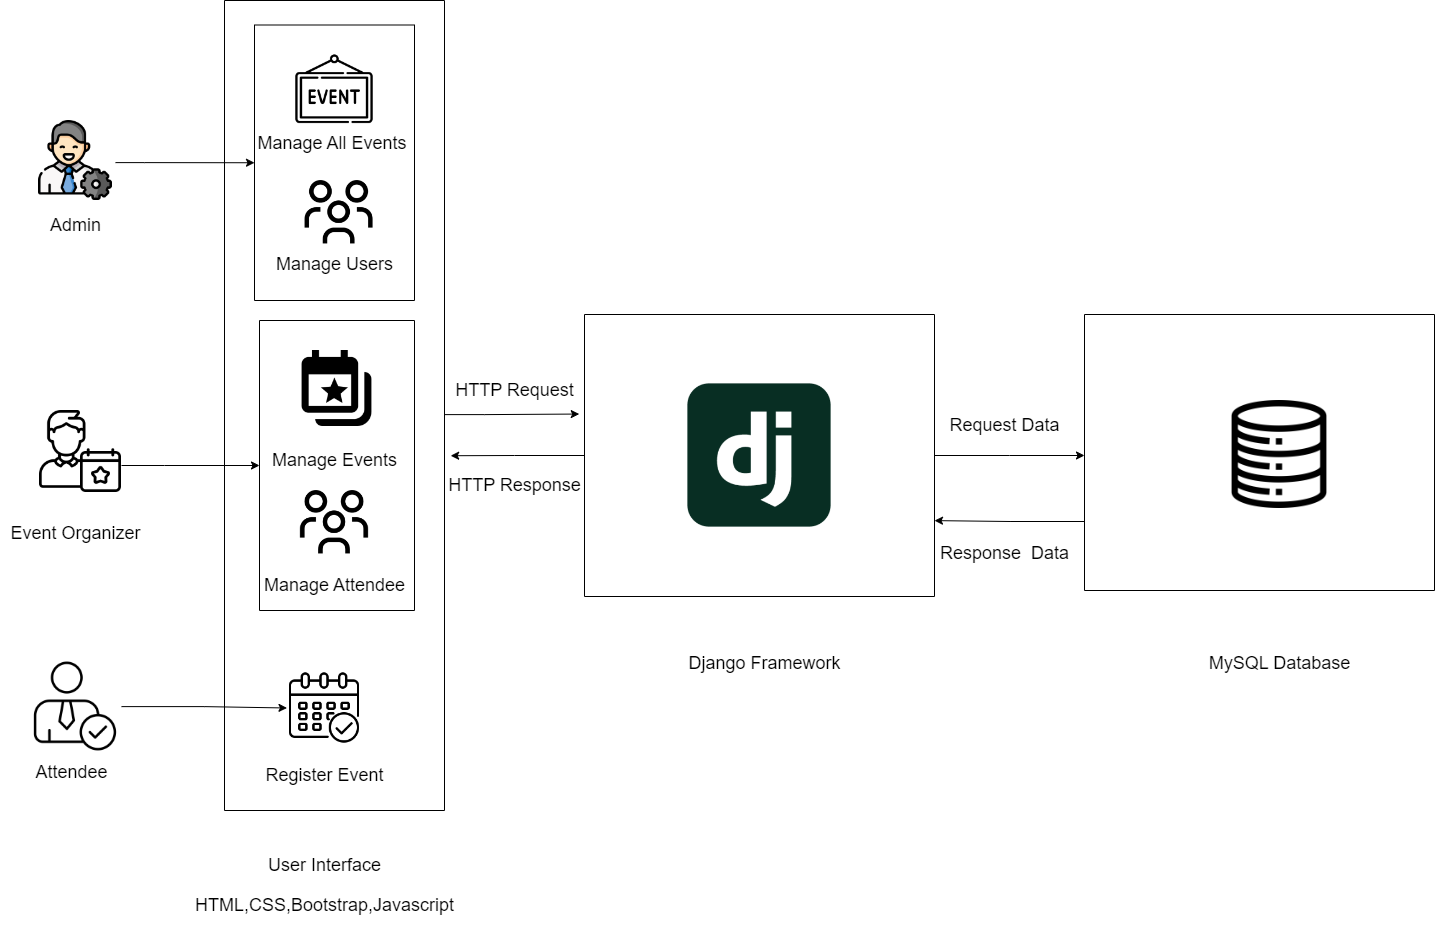 EVENT
Manage All Events
Admin
Manage Users
HTTP Request
Manage Events
HTTP Response
Request Data
dj
Event Organizer
Response  Data
Manage Attendee
Django Framework
MySQL Database
Attendee
Register Event
User Interface
HTML,CSS,Bootstrap,Javascript